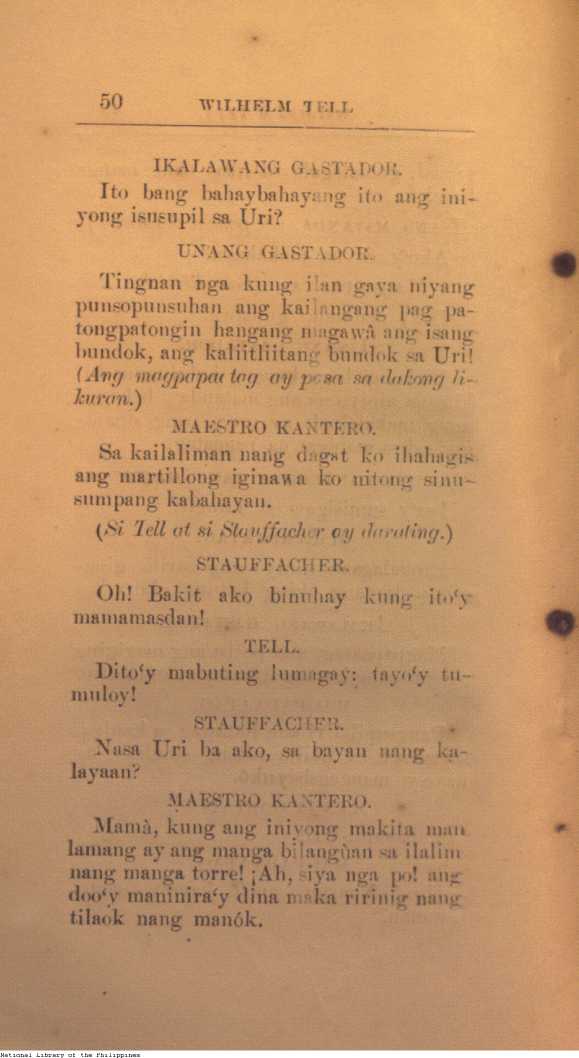 50 WILHELM TELL
IKALAWANG GASTADOR.
Ito bang bahaybahayang ito ang ini-
yong isusupil sa Uri?
UNANG GASTADOR.
Tingnan nga kung ilan gaya niyang
punsopunsuhan ang kailangang pag pa-
tongpatongin hangang magawâ ang isang
bundok, ang kaliitliitang bundok sa Uri!
(Ang magpapautag ay pasa sa dakong li-
kuran.)
MAESTRO KANTERO.
Sa kailaliman nang dagat ko ihahagis
ang martillong iginawa ko nitong sinu-
sumpang kabahayan.
(Si Tell at si Stauffacher ay darating.)
STAUFFACHER.
Oh! Bakit ako binuhay kung ito‘y
mamamasdan!
TELL.
Dito‘y mabuting lumagay: tayo‘y tu-
muloy!
STAUFFACHER.
Nasa Uri ba ako, sa bayan nang ka-
layaan?
MAESTRO KANTERO.
Mamà, kung ang iniyong makita man
lamang ay ang manga bilangùan sa ilalim
nang manga torre! ¡Ah, siya nga po! ang
doo‘y maninira‘y dina maka ririnig nang
tilaok nang manók.
National Library of the Philippines